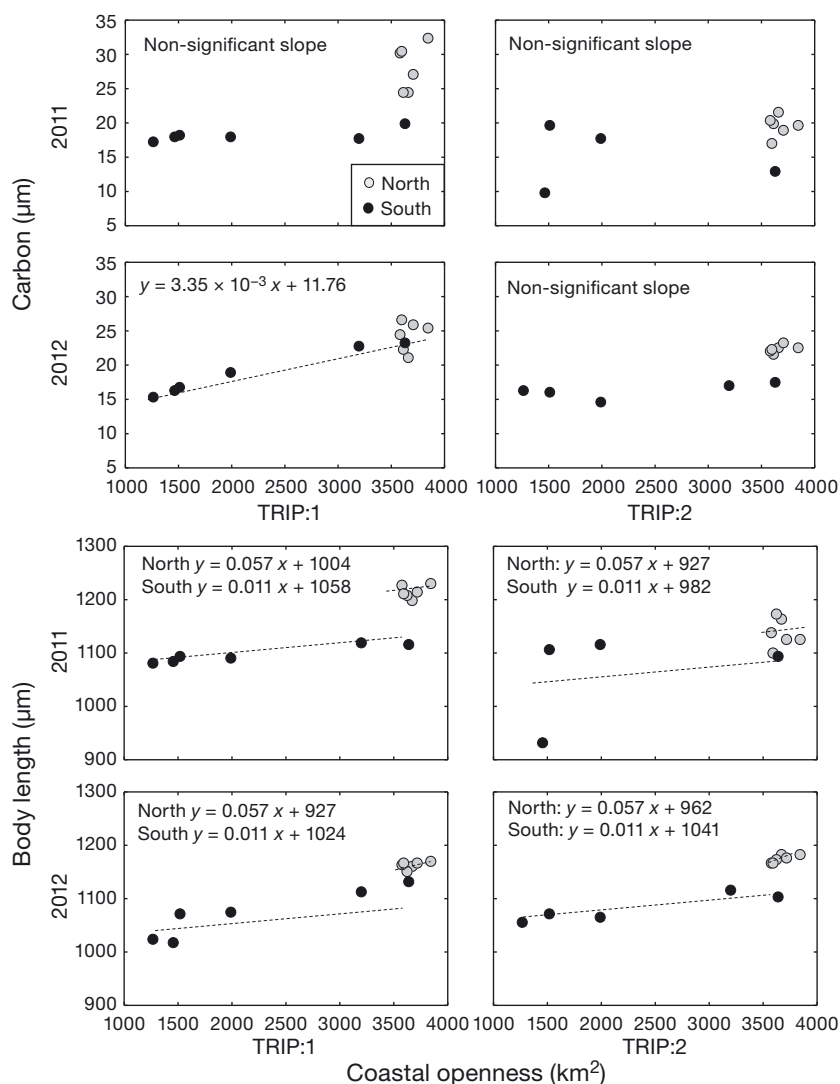 35
30
25
20
15
10
5
Non-significant slope
North
South
Non-significant slope
2011
Carbon (µm)
35
30
25
20
15
10
5
y = 3.35 × 10⁻³ x + 11.76
Non-significant slope
2012
1000 1500 2000 2500 3000 3500 4000
1000 1500 2000 2500 3000 3500 4000
TRIP:1
TRIP:2
1300
1200
1100
1000
900
North y = 0.057 x + 1004
South y = 0.011 x + 1058
North: y = 0.057 x + 927
South y = 0.011 x + 982
2011
Body length (µm)
1300
1200
1100
1000
900
North y = 0.057 x + 927
South y = 0.011 x + 1024
North: y = 0.057 x + 962
South: y = 0.011 x + 1041
2012
1000 1500 2000 2500 3000 3500 4000
1000 1500 2000 2500 3000 3500 4000
TRIP:1
TRIP:2
Coastal openness (km²)